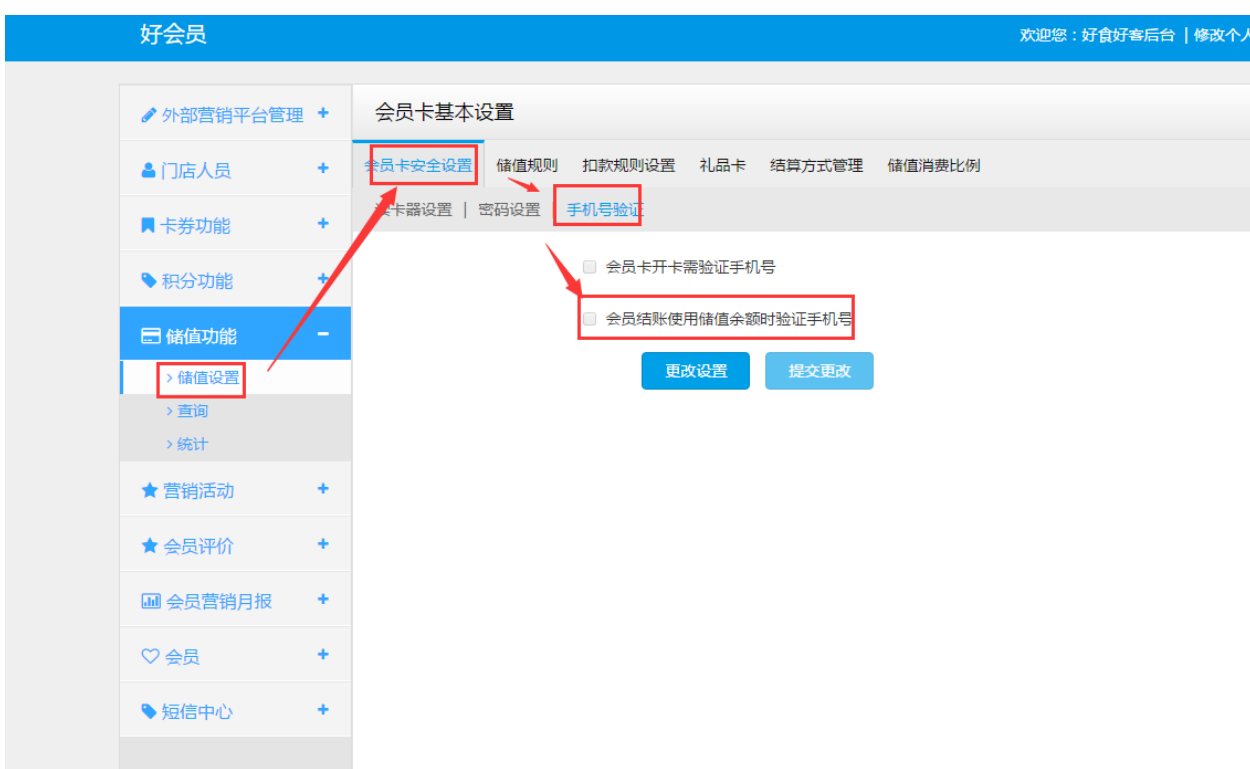 好会员
欢迎您：好食好客后台 | 修改个人
外部营销平台管理 +
门店人员 +
卡券功能 +
积分功能 +
储值功能 -
> 储值设置
> 查询
> 统计
营销活动 +
会员评价 +
会员营销月报 +
会员 +
短信中心 +
会员卡基本设置
会员卡安全设置 储值规则 扣款规则设置 礼品卡 结算方式管理 储值消费比例
卡器设置 | 密码设置 | 手机号验证
会员卡开卡需验证手机号
会员结账使用储值余额时验证手机号
更改设置 提交更改